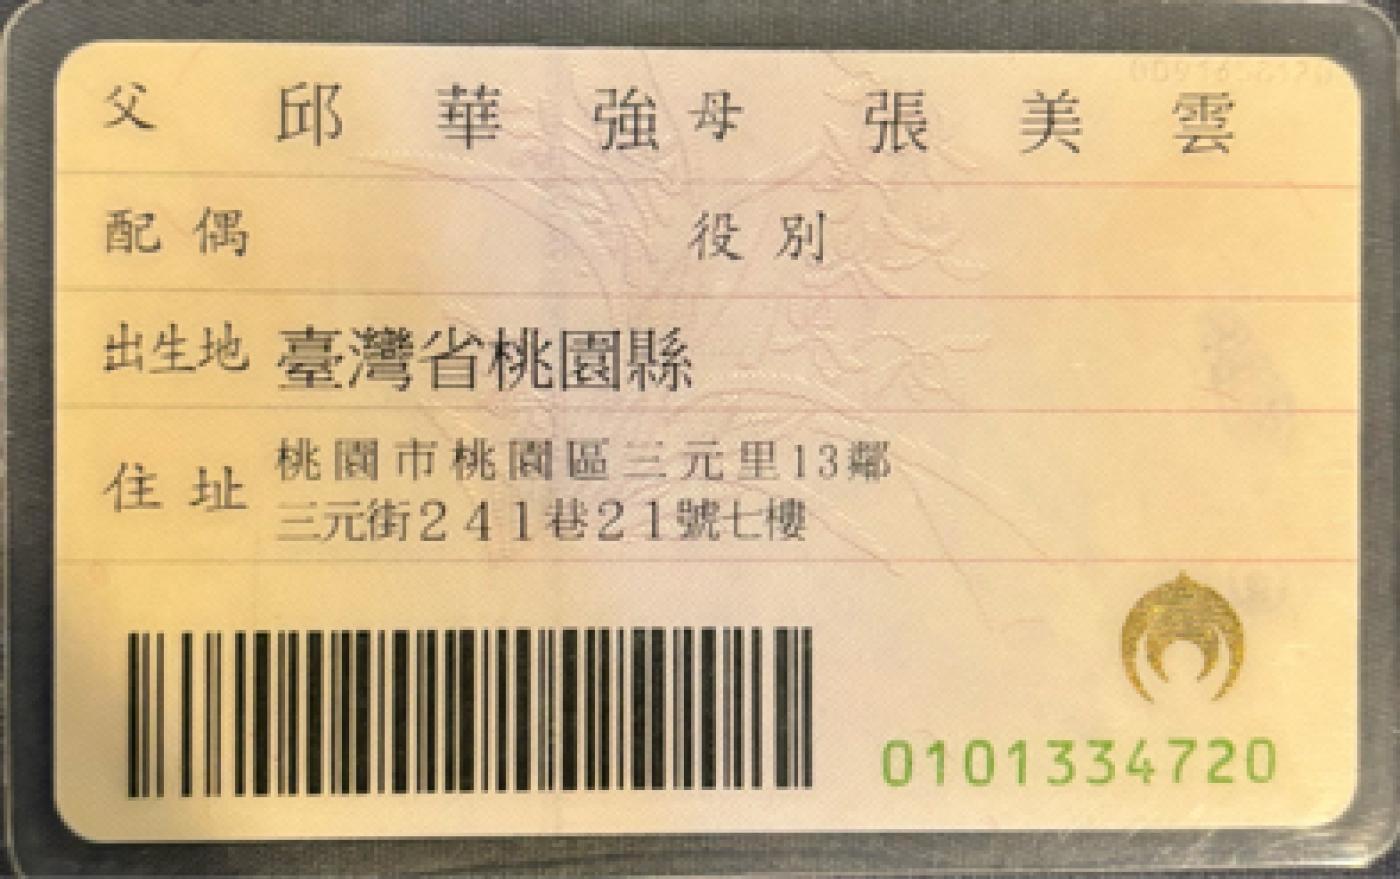 父 邱華強 母 張美雲
配偶 役別
出生地 臺灣省桃園縣
住址 桃園市桃園區三元里13鄰
三元街241巷21號七樓
0101334720